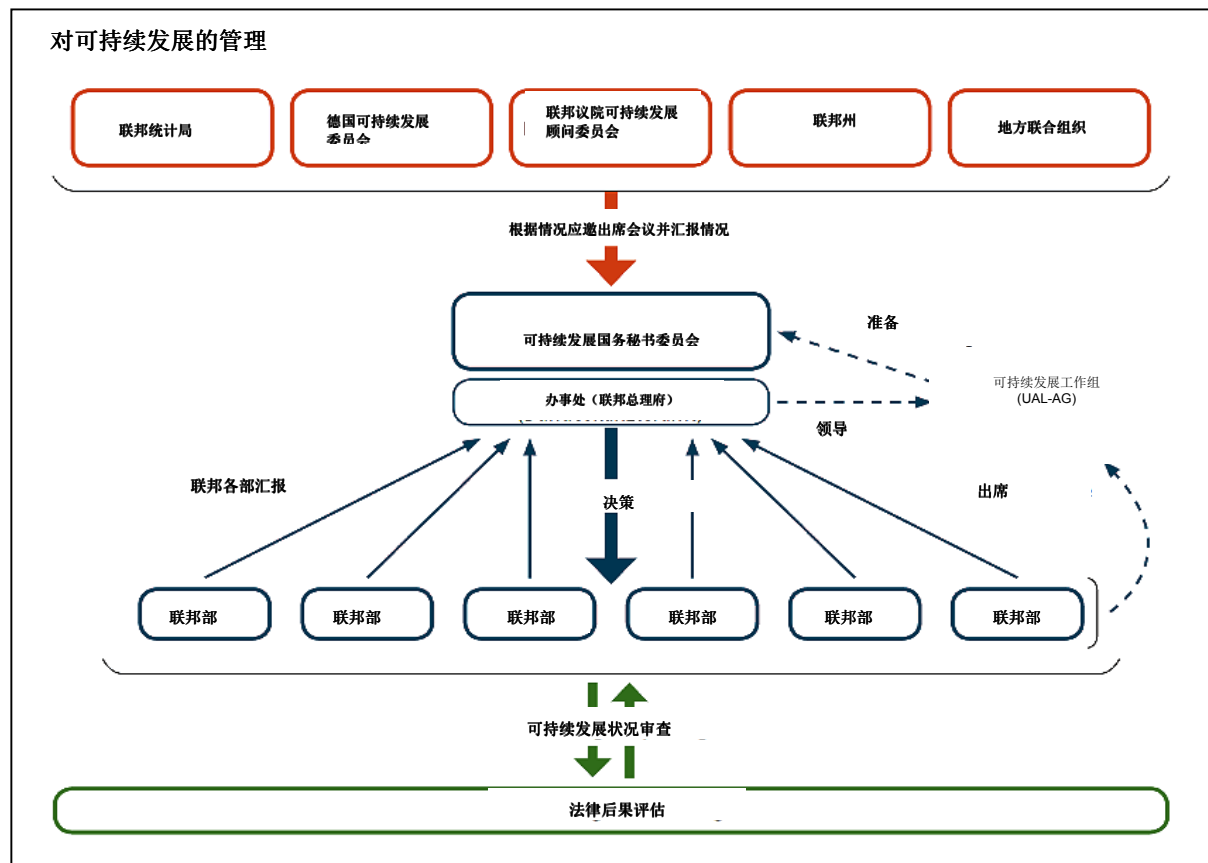 对可持续发展的管理
联邦统计局
德国可持续发展
委员会
联邦议院可持续发展
顾问委员会
联邦州
地方联合组织
根据情况应邀出席会议并汇报情况
可持续发展国务秘书委员会
准备
可持续发展工作组
(UAL-AG)
办事处（联邦总理府）
领导
联邦各部汇报
决策
出席
联邦部
联邦部
联邦部
联邦部
联邦部
联邦部
可持续发展状况审查
法律后果评估